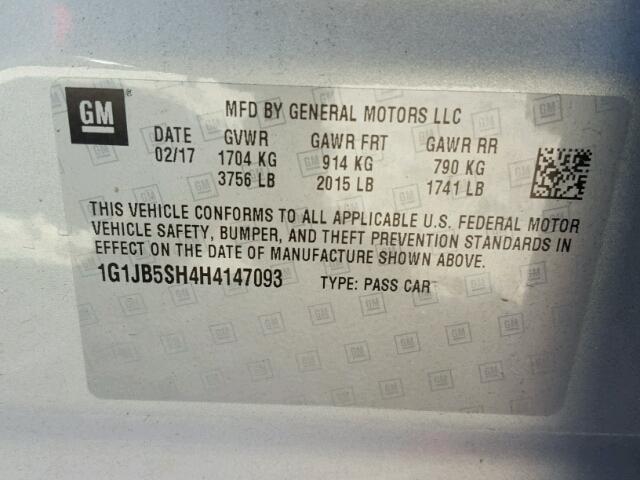 GM
MFD BY GENERAL MOTORS LLC
DATE GVWR GAWR FRT GAWR RR
02/17 1704 KG 914 KG 790 KG
3756 LB 2015 LB 1741 LB
THIS VEHICLE CONFORMS TO ALL APPLICABLE U.S. FEDERAL MOTOR
VEHICLE SAFETY, BUMPER, AND THEFT PREVENTION STANDARDS IN
EFFECT ON THE DATE OF MANUFACTURE SHOWN ABOVE.
1G1JB5SH4H4147093 TYPE: PASS CAR